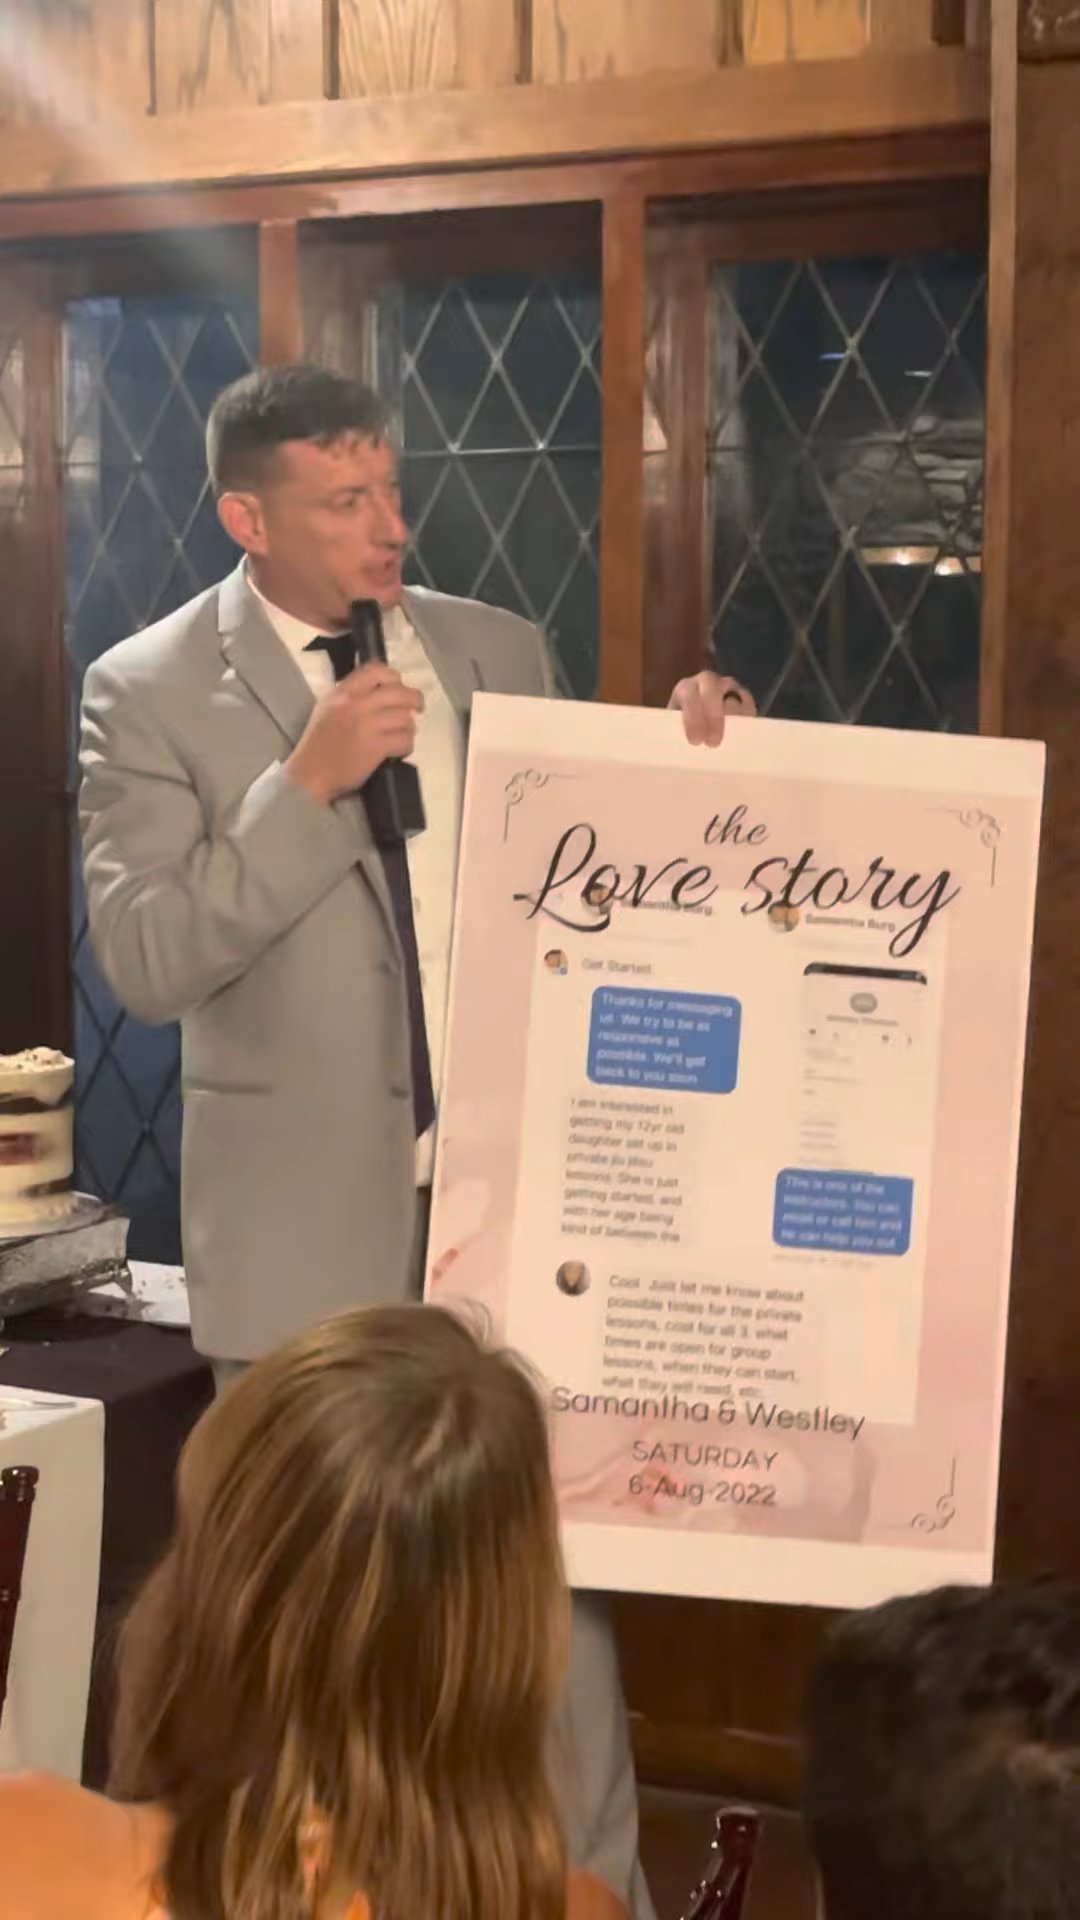 the
Love story
Samantha Burg
Samantha Burg
Get Started
Thanks for messaging
us. We try to be as
responsive as
possible. We'll get
back to you soon
I am interested in
getting my 12yr old
daughter set up in
private jiu jitsu
lessons. She is just
getting started, and
with her age being
kind of between the
This is one of the
instructors. You can
email or call him and
he can help you out
Cool. Just let me know about
possible times for the private
lessons, cost for all 3, what
times are open for group
lessons, when they can start,
what they will need, etc.
Samantha & Westley
SATURDAY
6-Aug-2022